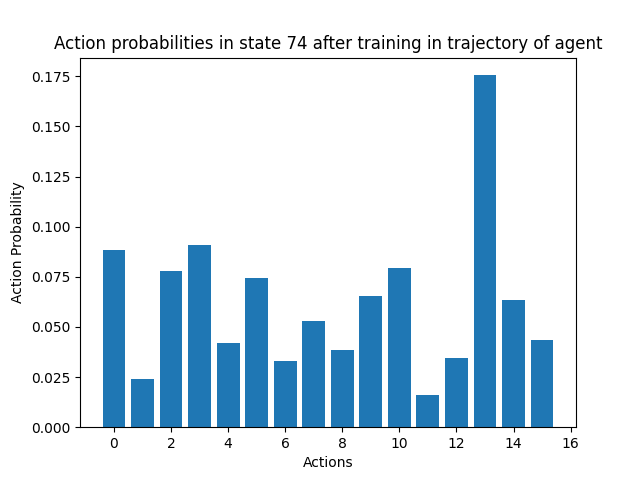 Action probabilities in state 74 after training in trajectory of agent
0.175
0.150
0.125
0.100
0.075
0.050
0.025
0.000
Action Probability
0 2 4 6 8 10 12 14 16
Actions